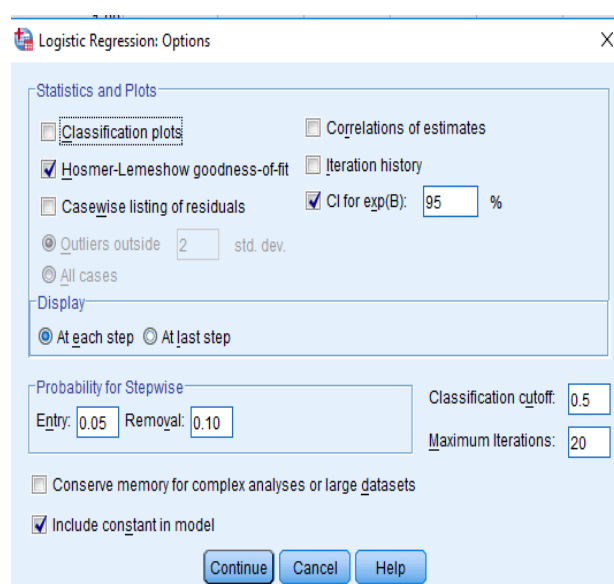 Logistic Regression: Options
Statistics and Plots
Classification plots
Correlations of estimates
Hosmer-Lemeshow goodness-of-fit
Iteration history
Casewise listing of residuals
CI for exp(B): 95 %
Outliers outside 2 std. dev.
All cases
Display
At each step At last step
Probability for Stepwise
Entry: 0.05 Removal: 0.10
Classification cutoff: 0.5
Maximum Iterations: 20
Conserve memory for complex analyses or large datasets
Include constant in model
Continue Cancel Help